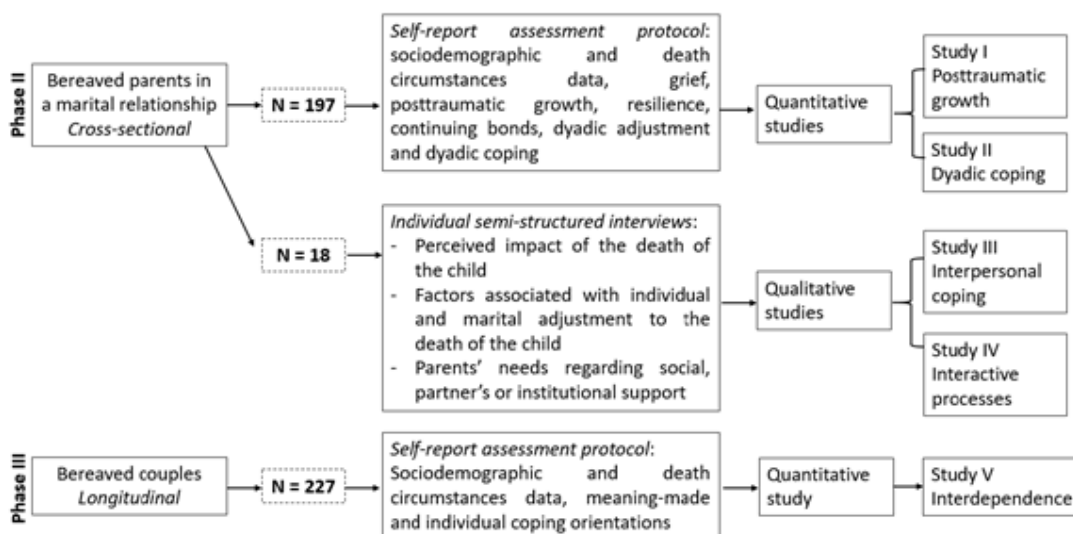 Phase II
Bereaved parents in
a marital relationship
Cross-sectional
N = 197
Self-report assessment protocol:
sociodemographic and death
circumstances data, grief,
posttraumatic growth, resilience,
continuing bonds, dyadic adjustment
and dyadic coping
Quantitative
studies
Study I
Posttraumatic
growth
Study II
Dyadic coping
N = 18
Individual semi-structured interviews:
- Perceived impact of the death of
the child
- Factors associated with individual
and marital adjustment to the
death of the child
- Parents' needs regarding social,
partner's or institutional support
Qualitative
studies
Study III
Interpersonal
coping
Study IV
Interactive
processes
Phase III
Bereaved couples
Longitudinal
N = 227
Self-report assessment protocol:
Sociodemographic and death
circumstances data, meaning-made
and individual coping orientations
Quantitative
study
Study V
Interdependence